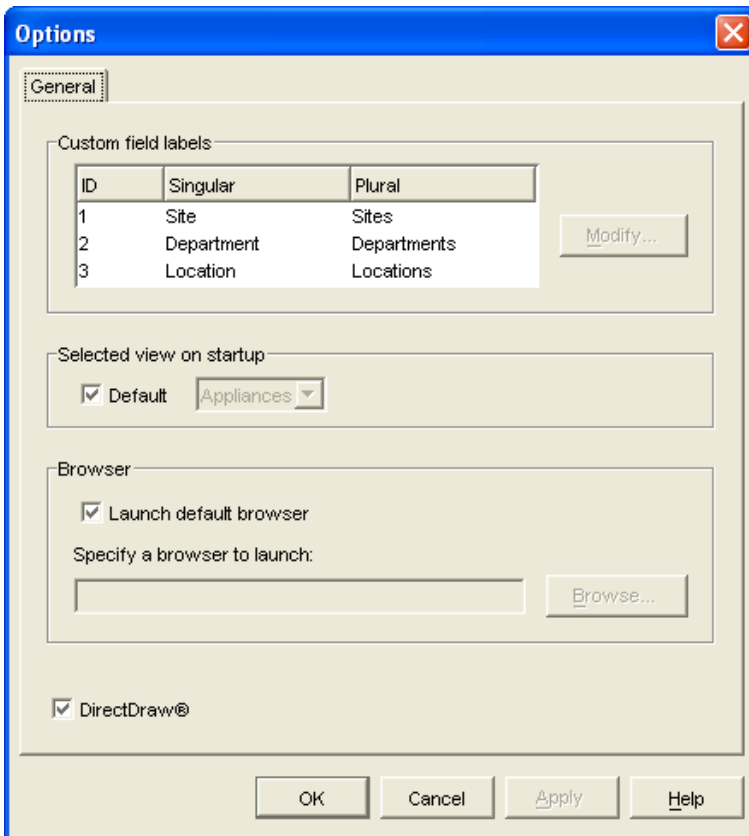 Options
General
Custom field labels
ID Singular Plural
1 Site Sites
2 Department Departments
3 Location Locations
Modify...
Selected view on startup
Default Appliances
Browser
Launch default browser
Specify a browser to launch:
Browse...
DirectDraw®
OK Cancel Apply Help